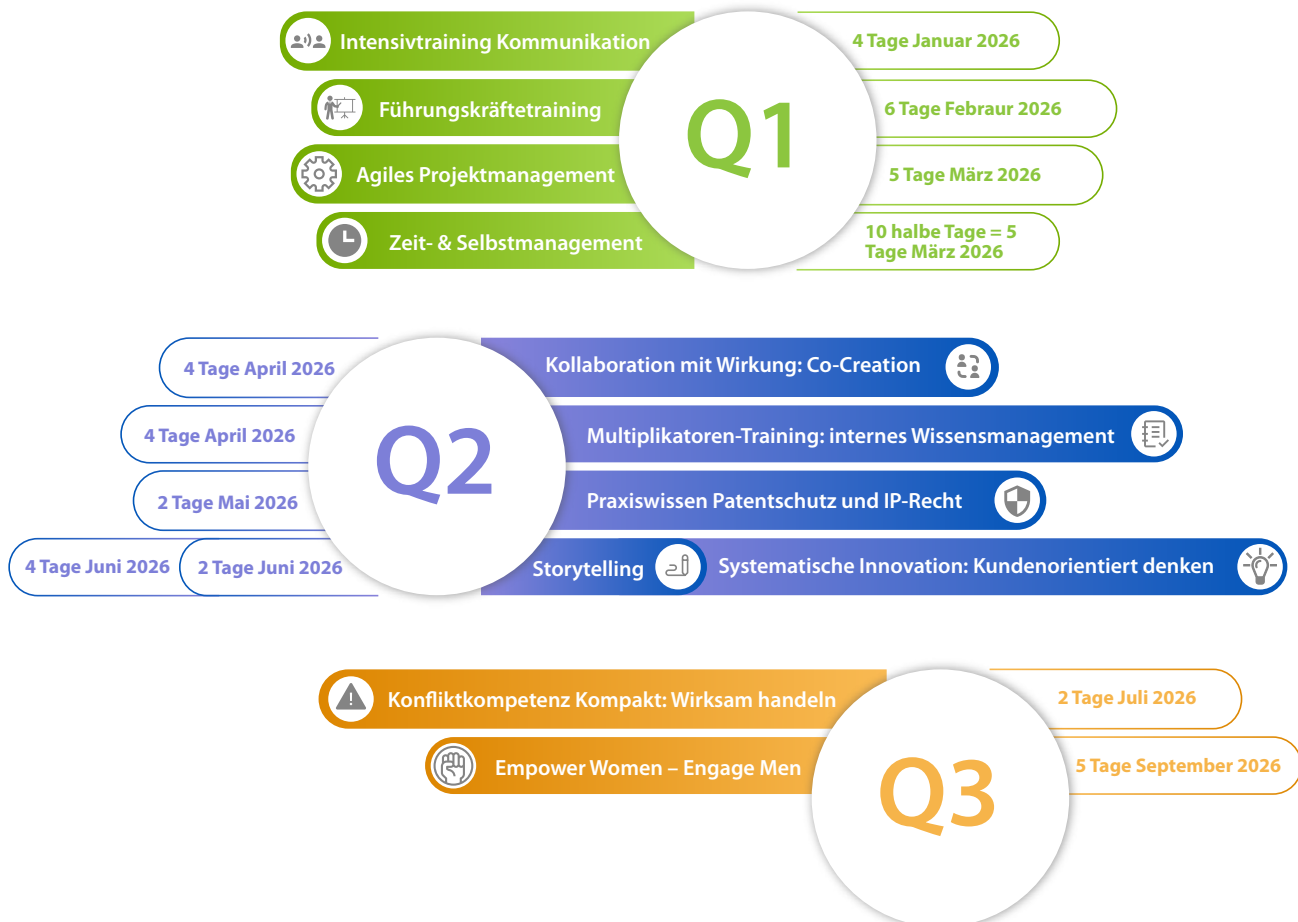 Intensivtraining Kommunikation
4 Tage Januar 2026
Führungskräftetraining
6 Tage Febraur 2026
Agiles Projektmanagement
5 Tage März 2026
Zeit- & Selbstmanagement
10 halbe Tage = 5
Tage März 2026
Q1
4 Tage April 2026
Kollaboration mit Wirkung: Co-Creation
4 Tage April 2026
Multiplikatoren-Training: internes Wissensmanagement
2 Tage Mai 2026
Praxiswissen Patentschutz und IP-Recht
4 Tage Juni 2026
2 Tage Juni 2026
Storytelling
Systematische Innovation: Kundenorientiert denken
Q2
Konfliktkompetenz Kompakt: Wirksam handeln
2 Tage Juli 2026
Empower Women – Engage Men
5 Tage September 2026
Q3